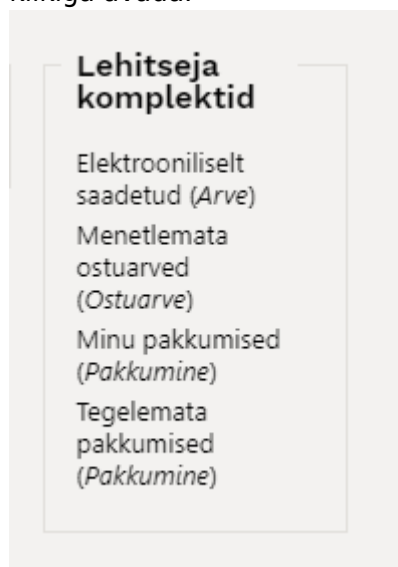 Lehitseja
komplektid
Elektrooniliselt
saadetud (Arve)
Menetlemata
ostuarved
(Ostuarve)
Minu pakkumised
(Pakkumine)
Tegelemata
pakkumised
(Pakkumine)